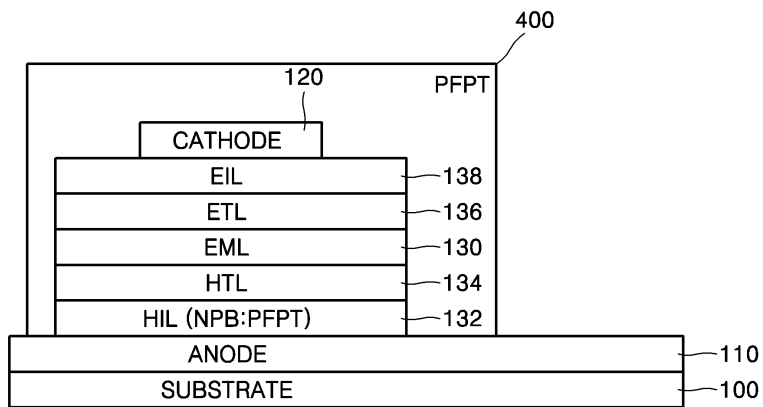 400
PFPT
120
CATHODE
EIL 138
ETL 136
EML 130
HTL 134
HIL (NPB:PFPT) 132
ANODE 110
SUBSTRATE 100